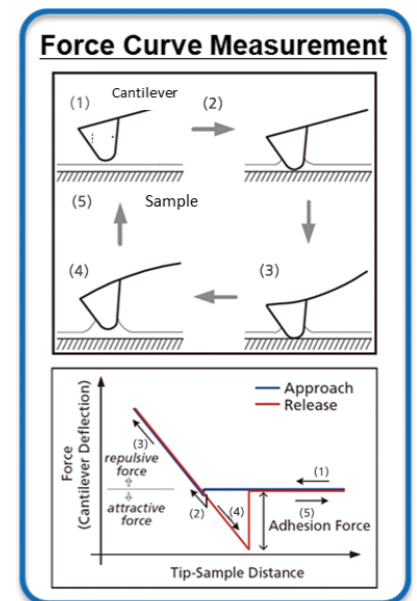 Force Curve Measurement
(1) Cantilever (2)
(5) Sample
(4) (3)
Force
(Cantilever Deflection)
Approach
Release
(3)
repulsive
force
(1)
attractive
force
(2) (4) (5)
Adhesion Force
Tip-Sample Distance